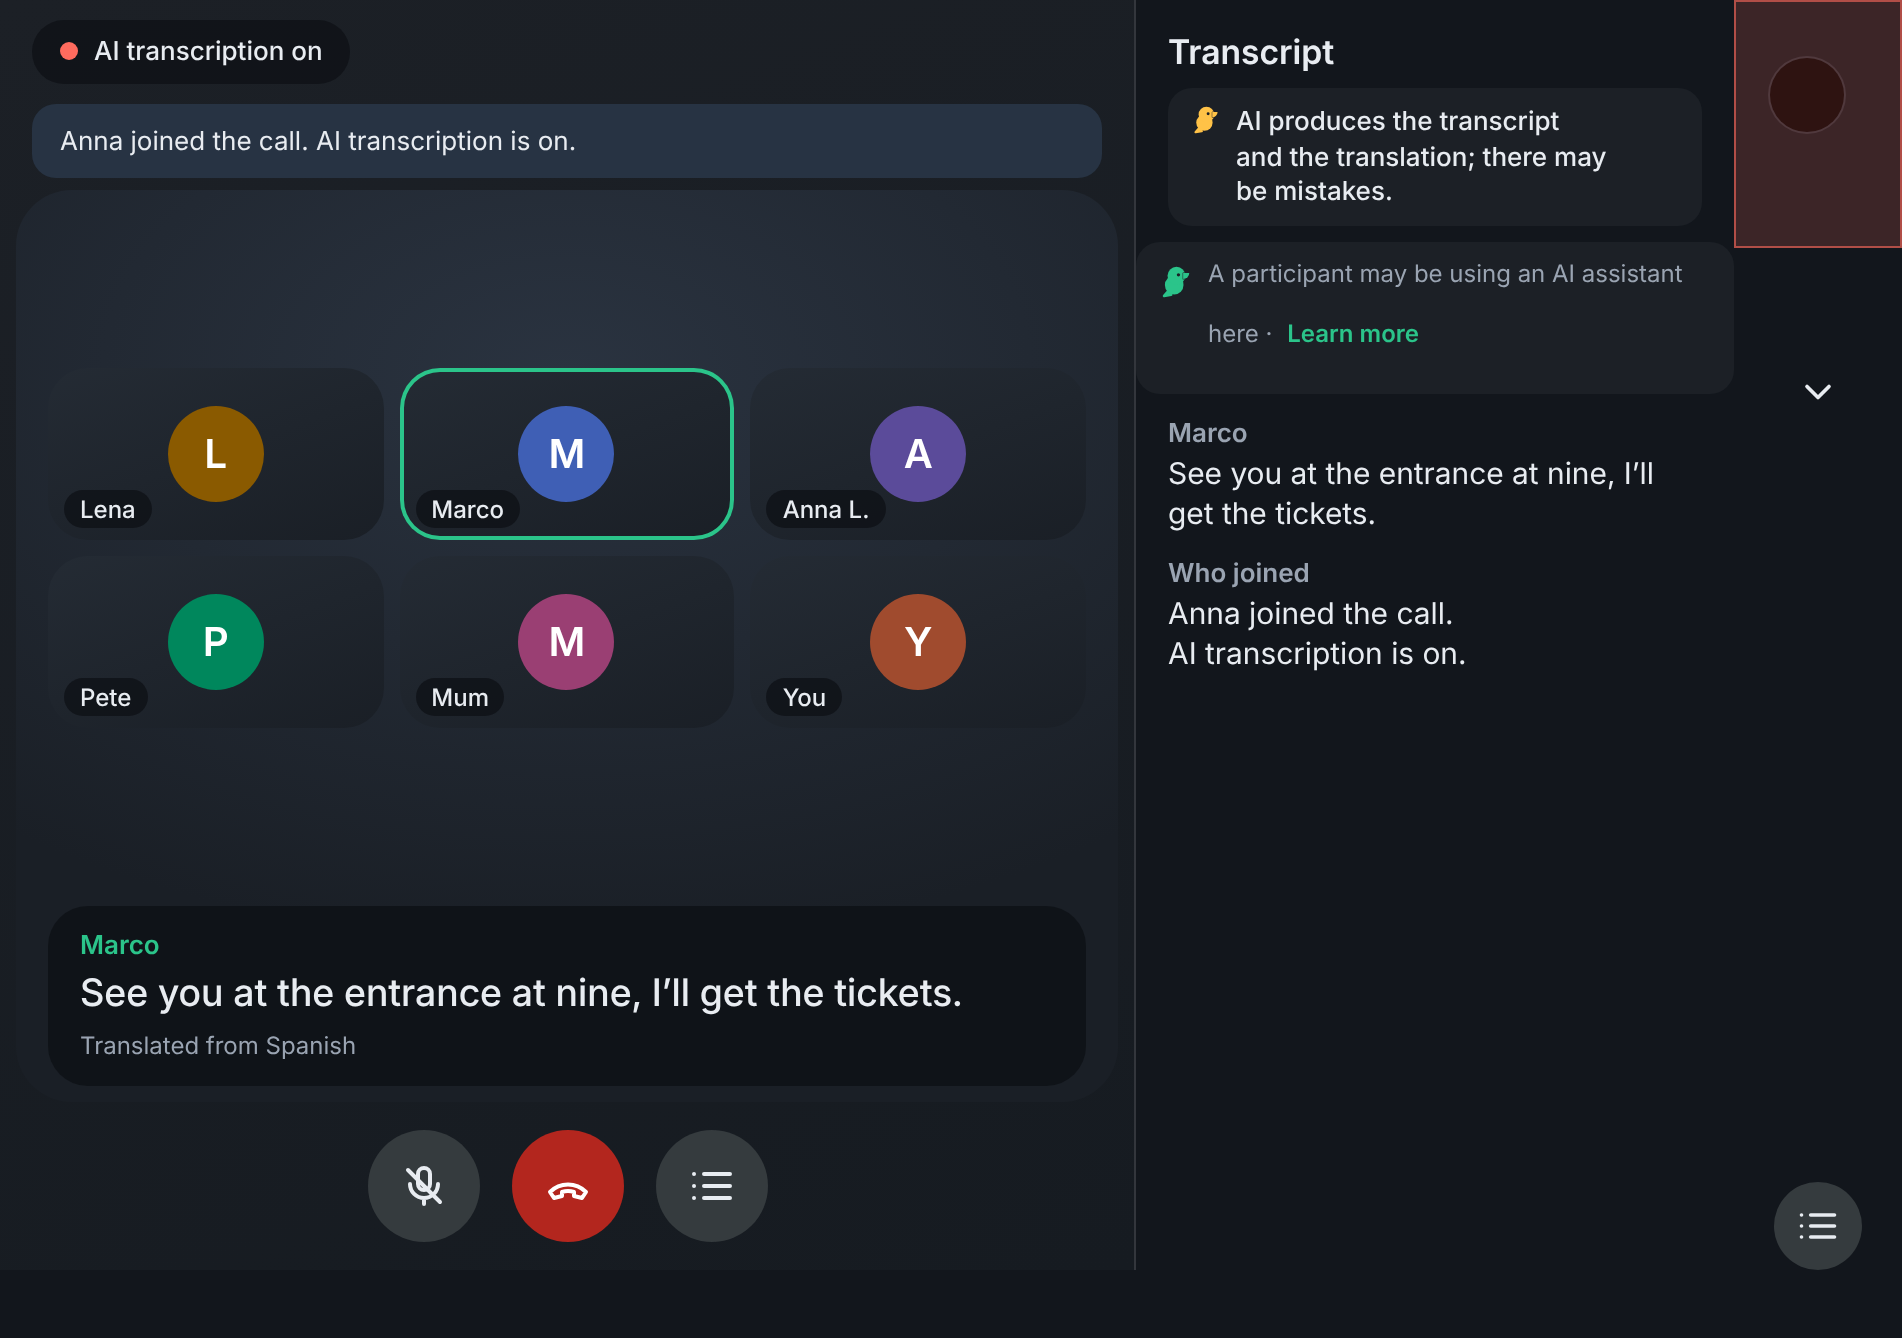 AI transcription on
Anna joined the call. AI transcription is on.
L
Lena
M
Marco
A
Anna L.
P
Pete
M
Mum
Y
You
Marco
See you at the entrance at nine, I’ll get the tickets.
Translated from Spanish
Transcript
AI produces the transcript
and the translation; there may
be mistakes.
A participant may be using an AI assistant
here · Learn more
Marco
See you at the entrance at nine, I’ll
get the tickets.
Who joined
Anna joined the call.
AI transcription is on.